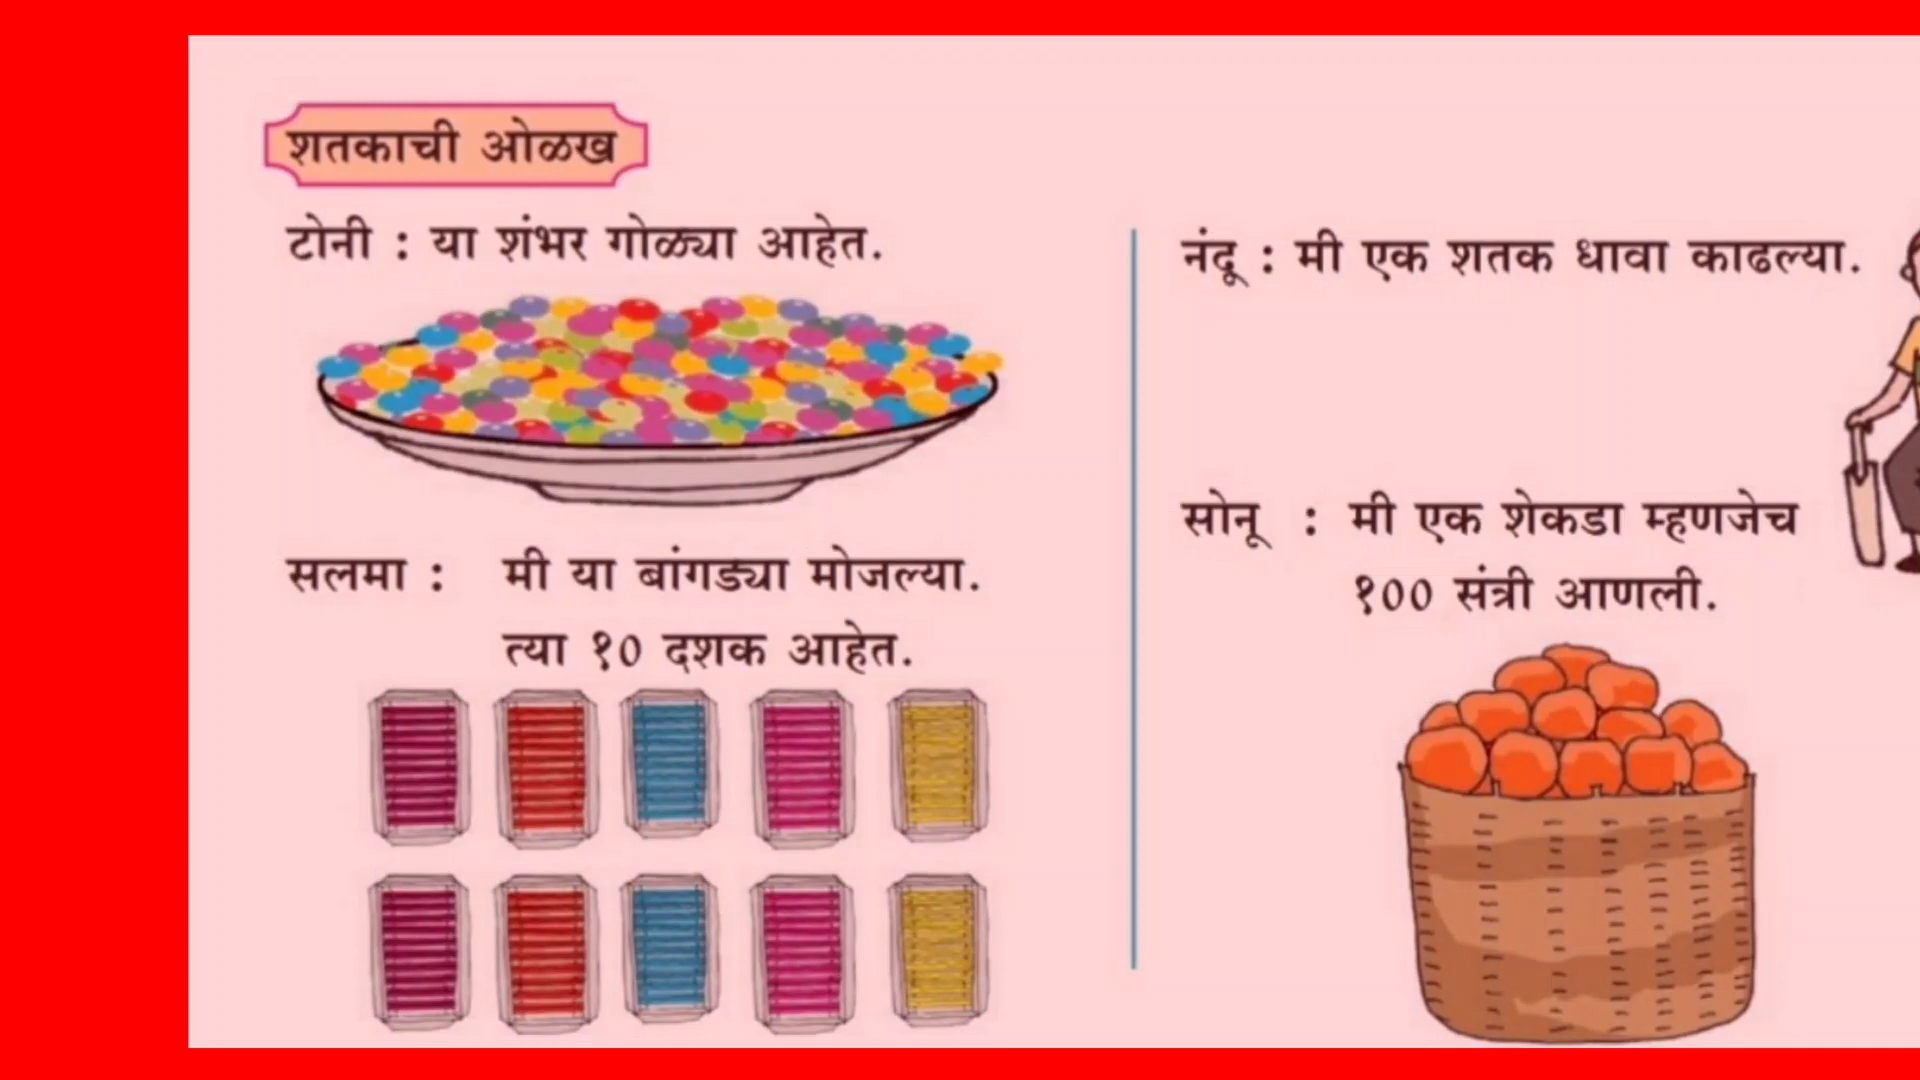 शतकाची ओळख
टोनी : या शंभर गोळ्या आहेत.
सलमा : मी या बांगड्या मोजल्या.
त्या १० दशक आहेत.
नंदू : मी एक शतक धावा काढल्या.
सोनू : मी एक शेकडा म्हणजेच
१०० संत्री आणली.